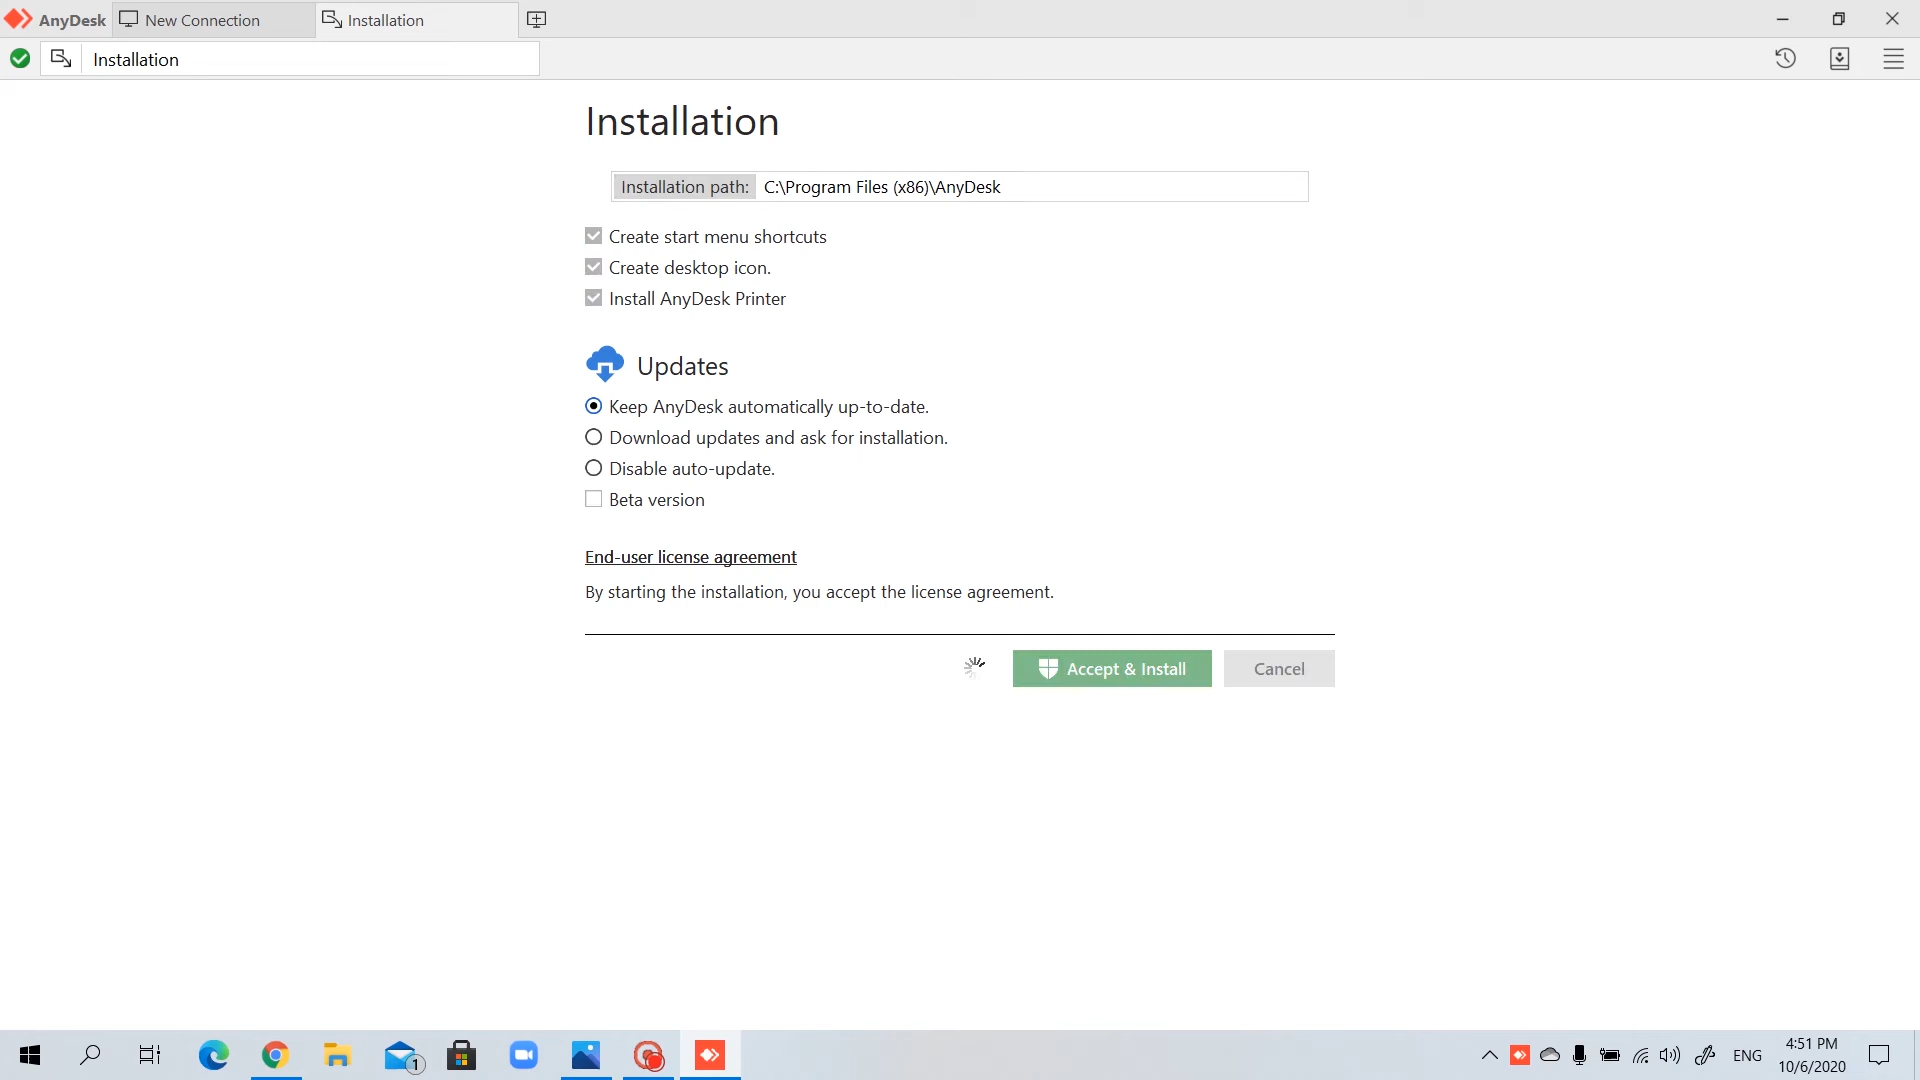 AnyDesk New Connection Installation
Installation
Installation
Installation path: C:\Program Files (x86)\AnyDesk
Create start menu shortcuts
Create desktop icon.
Install AnyDesk Printer
Updates
Keep AnyDesk automatically up-to-date.
Download updates and ask for installation.
Disable auto-update.
Beta version
End-user license agreement
By starting the installation, you accept the license agreement.
Accept & Install Cancel
1
ENG
4:51 PM
10/6/2020